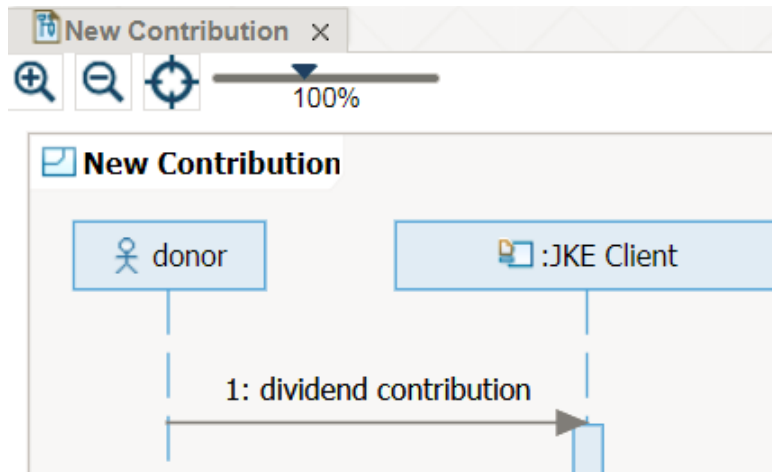 New Contribution
100%
New Contribution
donor
:JKE Client
1: dividend contribution